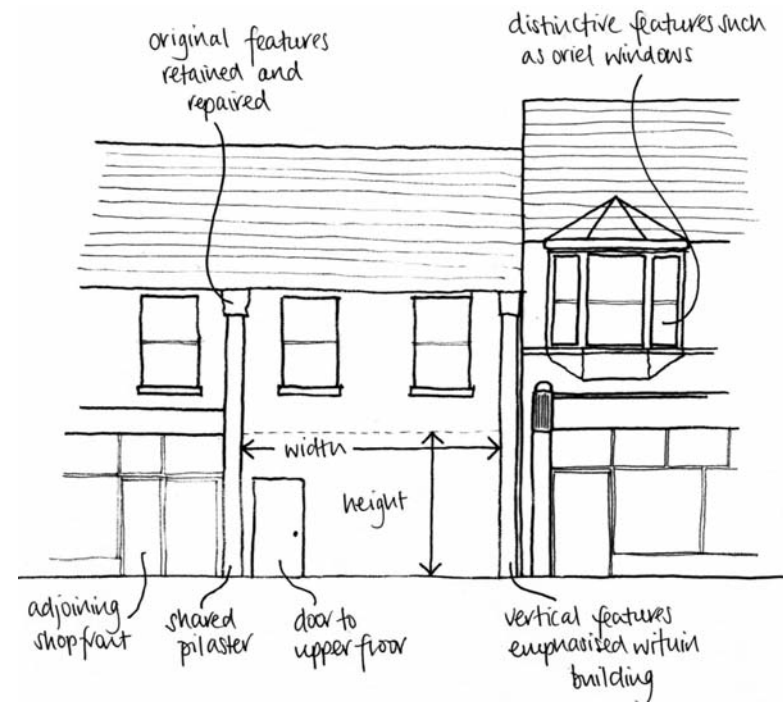 original features
retained and
repaired
distinctive features such
as oriel windows
width
height
adjoining
shopfront
shared
pilaster
door to
upper floor
vertical features
emphasised within
building